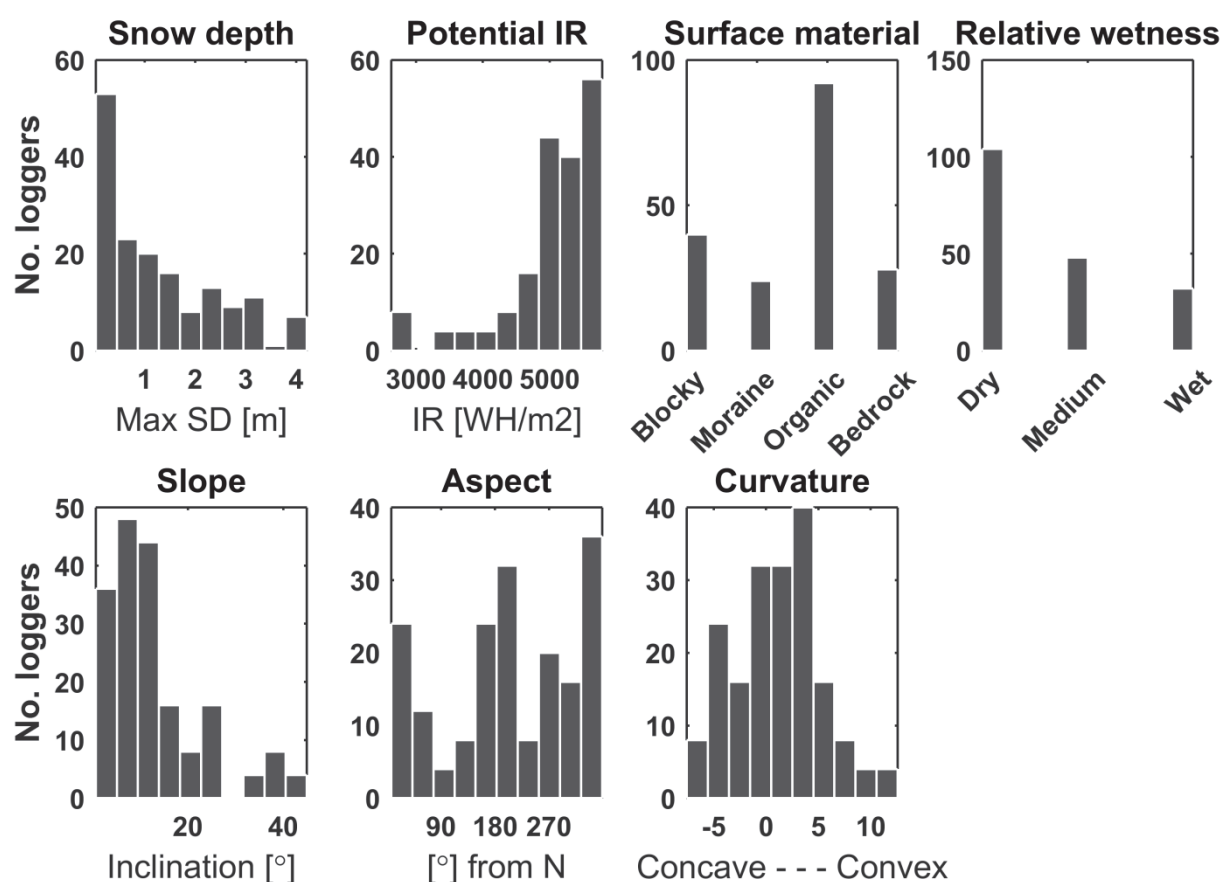 Snow depth
Potential IR
Surface material
Relative wetness
No. loggers
60
40
20
0
1 2 3 4
Max SD [m]
60
40
20
0
3000 4000 5000
IR [WH/m2]
100
50
0
Blocky
Moraine
Organic
Bedrock
150
100
50
0
Dry
Medium
Wet
Slope
Aspect
Curvature
No. loggers
50
40
30
20
10
0
20 40
Inclination [°]
40
30
20
10
0
90 180 270
[°] from N
40
30
20
10
0
-5 0 5 10
Concave - - - Convex